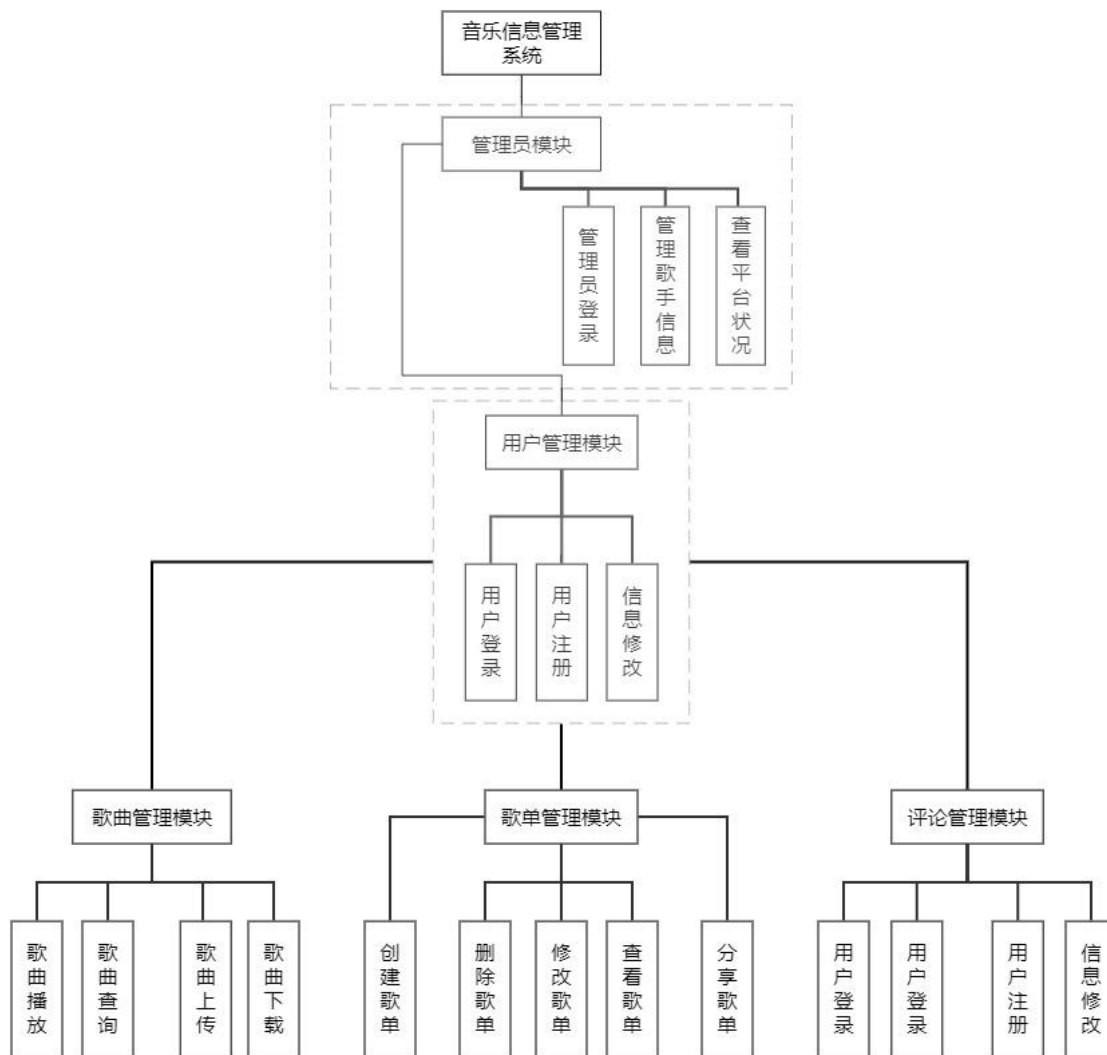 音乐信息管理
系统
管理员模块
管理员登录
管理歌手信息
查看平台状况
用户管理模块
用户登录
用户注册
信息修改
歌曲管理模块
歌单管理模块
评论管理模块
歌曲播放
歌曲查询
歌曲上传
歌曲下载
创建歌单
删除歌单
修改歌单
查看歌单
分享歌单
用户登录
用户登录
用户注册
信息修改